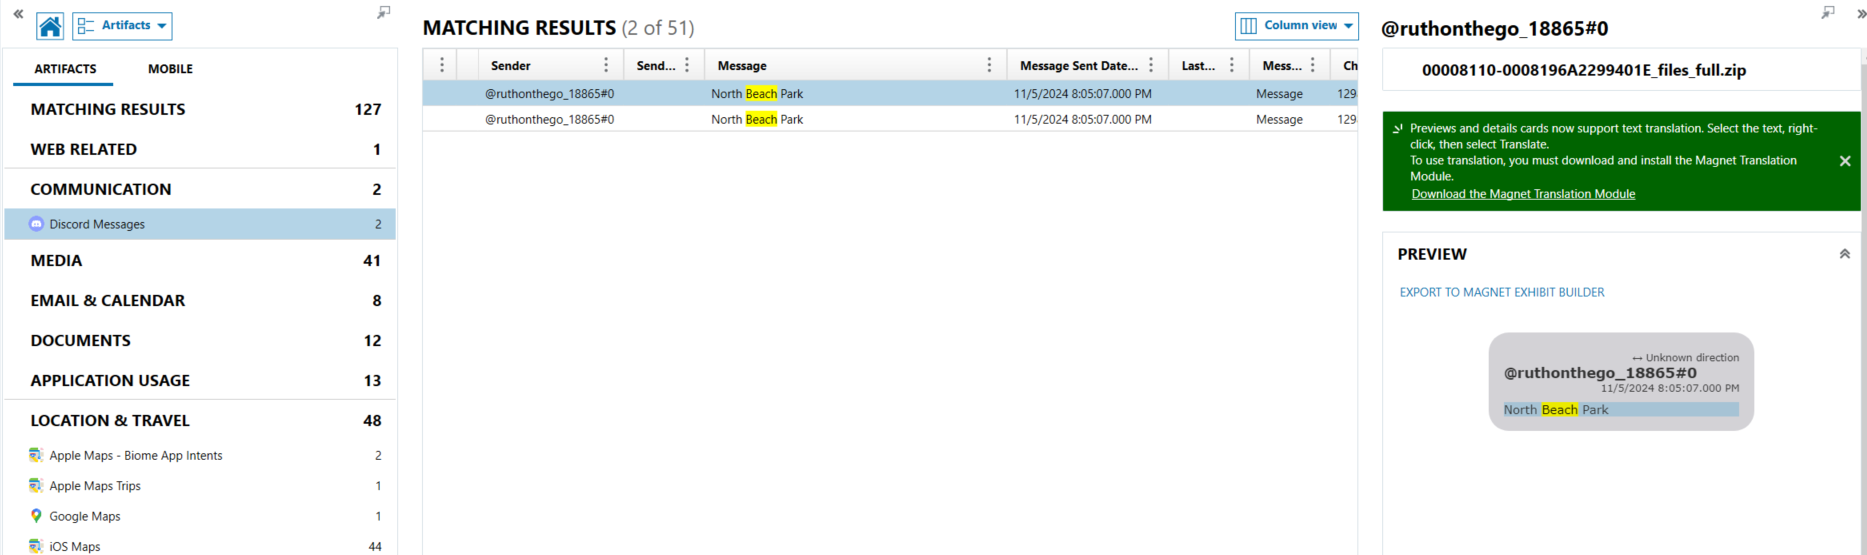 Artifacts
ARTIFACTS MOBILE
MATCHING RESULTS 127
WEB RELATED 1
COMMUNICATION 2
Discord Messages 2
MEDIA 41
EMAIL & CALENDAR 8
DOCUMENTS 12
APPLICATION USAGE 13
LOCATION & TRAVEL 48
Apple Maps - Biome App Intents 2
Apple Maps Trips 1
Google Maps 1
iOS Maps 44
MATCHING RESULTS (2 of 51)
Column view
Sender Send... Message Message Sent Date... Last... Mess... Ch
@ruthonthego_18865#0 North Beach Park 11/5/2024 8:05:07.000 PM Message 129
@ruthonthego_18865#0 North Beach Park 11/5/2024 8:05:07.000 PM Message 129
@ruthonthego_18865#0
00008110-0008196A2299401E_files_full.zip
Previews and details cards now support text translation. Select the text, right-
click, then select Translate.
To use translation, you must download and install the Magnet Translation
Module.
Download the Magnet Translation Module
PREVIEW
EXPORT TO MAGNET EXHIBIT BUILDER
↔ Unknown direction
@ruthonthego_18865#0
11/5/2024 8:05:07.000 PM
North Beach Park